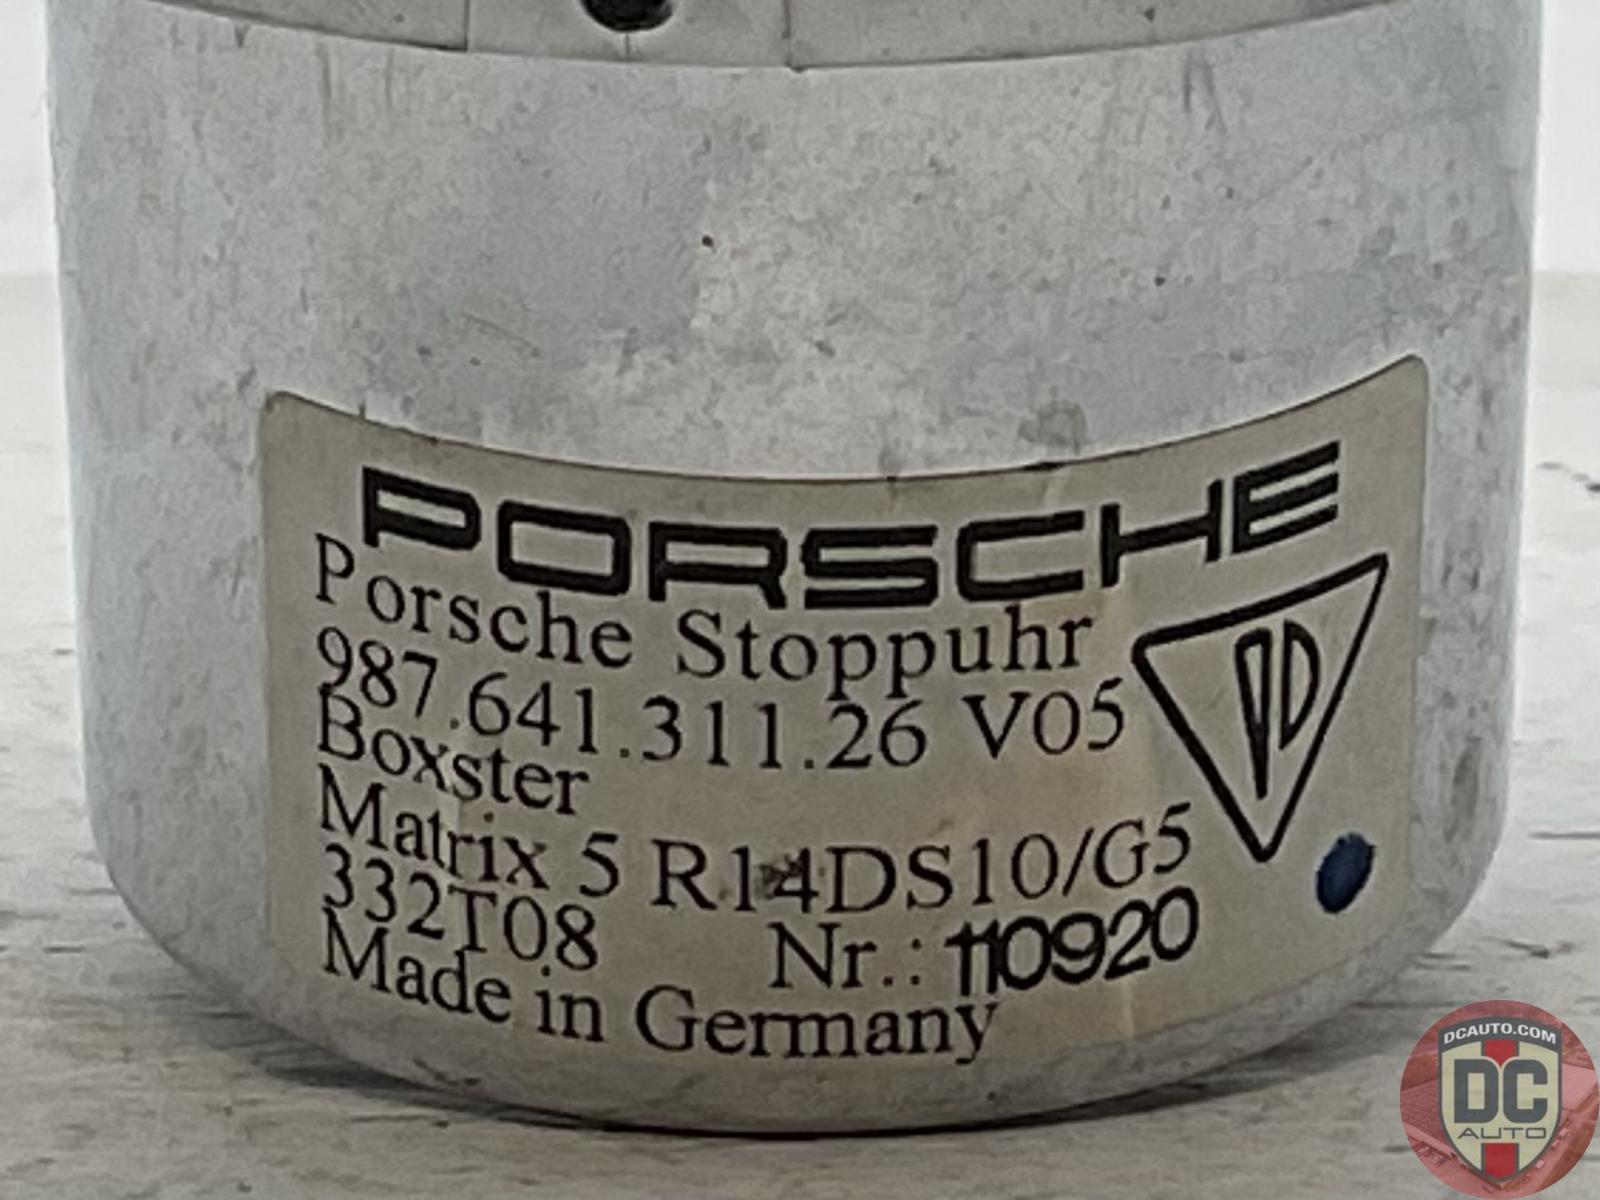 PORSCHE
Porsche Stoppuhr
987.641.311.26 V05
Boxster
Matrix 5 R14DS10/G5
332T08 Nr.: 110920
Made in Germany
DCAUTO.COM
DC
AUTO